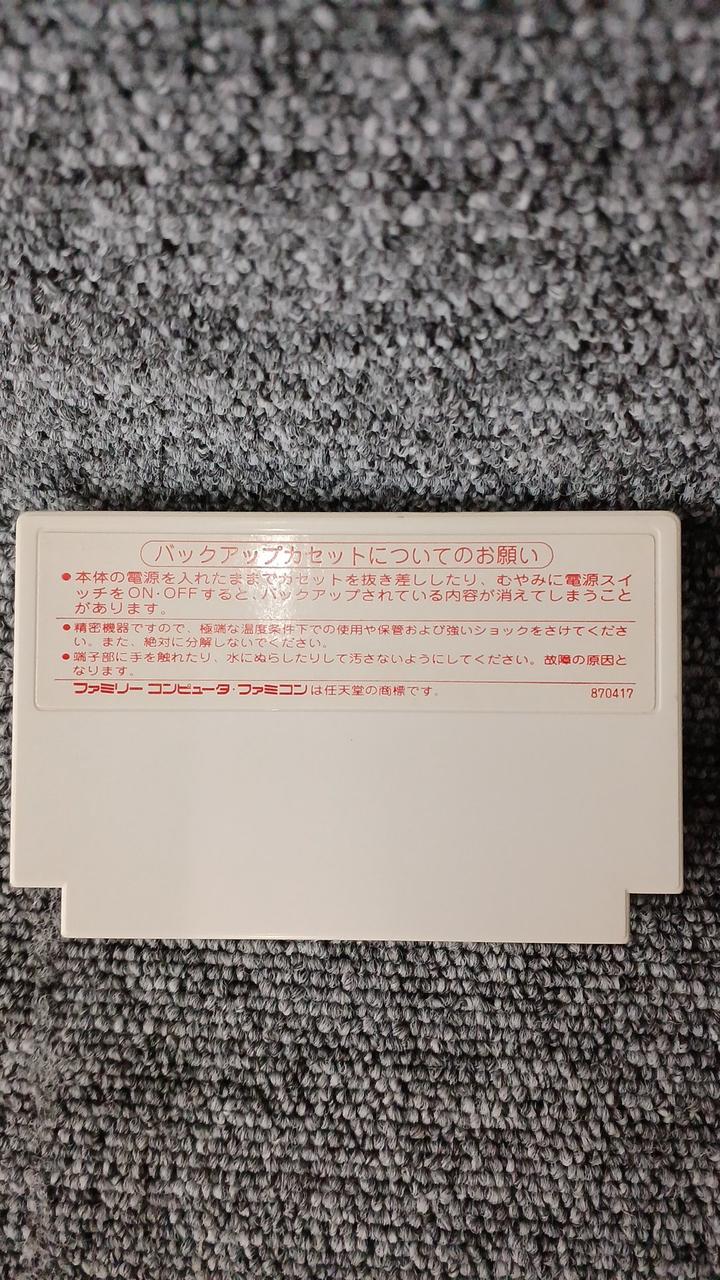 バックアップカセットについてのお願い
●本体の電源を入れたままでカセットを抜き差ししたり、むやみに電源スイ
ッチをON・OFFすると、バックアップされている内容が消えてしまうこと
があります。
●精密機器ですので、極端な温度条件下での使用や保管および強いショックをさけてくださ
い。また、絶対に分解しないでください。
●端子部に手を触れたり、水にぬらしたりして汚さないようにしてください。故障の原因と
なります。
ファミリーコンピュータ・ファミコンは任天堂の商標です。 870417